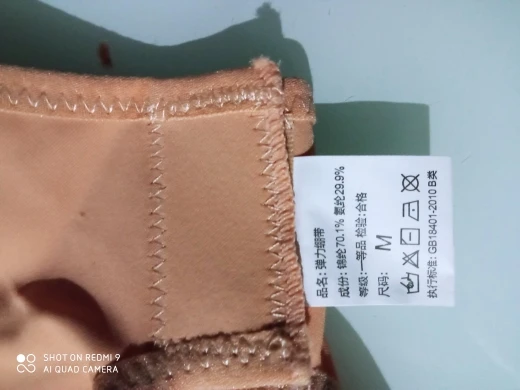 品名: 弹力绷带
成份: 锦纶70.1% 氨纶29.9%
等级: 一等品 检验:合格
尺码: M
执行标准: GB18401-2010 B类
SHOT ON REDMI 9
AI QUAD CAMERA